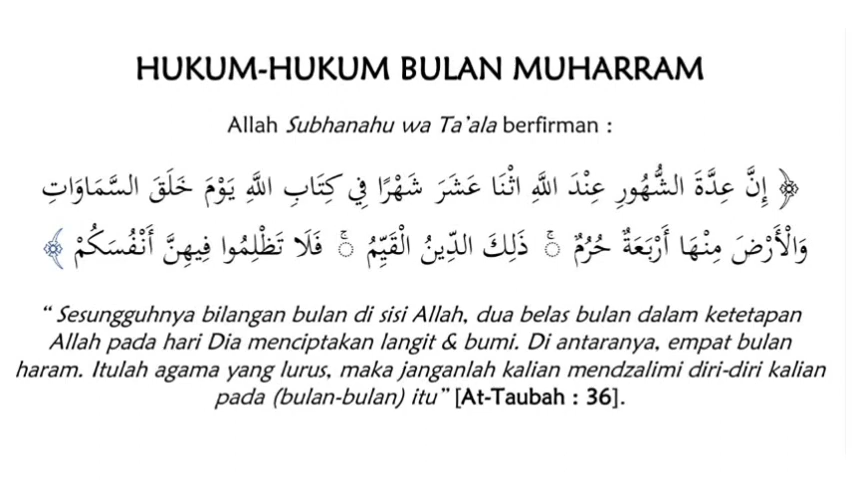 HUKUM-HUKUM BULAN MUHARRAM
Allah Subhanahu wa Ta'ala berfirman :
﴿ إِنَّ عِدَّةَ الشُّهُورِ عِنْدَ اللَّهِ اثْنَا عَشَرَ شَهْرًا فِي كِتَابِ اللَّهِ يَوْمَ خَلَقَ السَّمَاوَاتِ
وَالْأَرْضَ مِنْهَا أَرْبَعَةٌ حُرُمٌ ۚ ذَلِكَ الدِّينُ الْقَيِّمُ ۚ فَلَا تَظْلِمُوا فِيهِنَّ أَنْفُسَكُمْ ﴾
“ Sesungguhnya bilangan bulan di sisi Allah, dua belas bulan dalam ketetapan
Allah pada hari Dia menciptakan langit & bumi. Di antaranya, empat bulan
haram. Itulah agama yang lurus, maka janganlah kalian mendzalimi diri-diri kalian
pada (bulan-bulan) itu” [At-Taubah : 36].